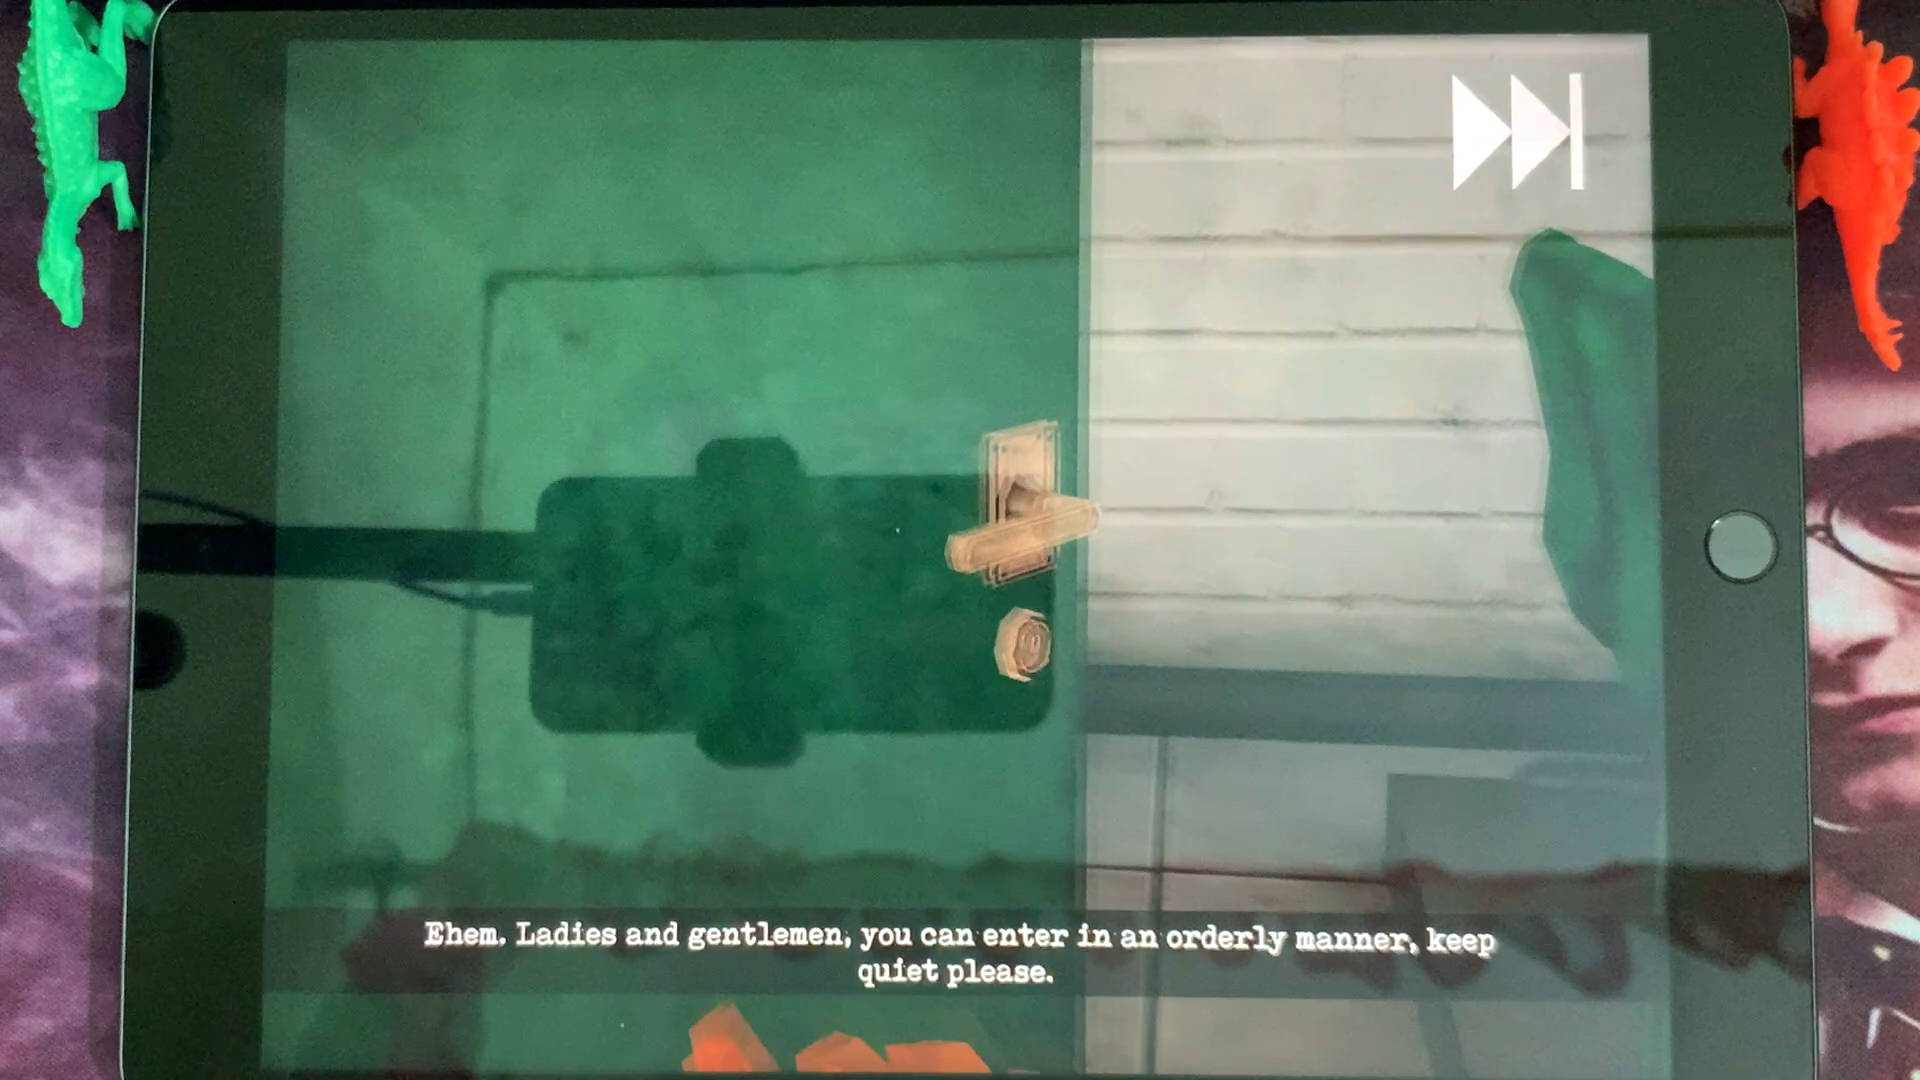 Ehem. Ladies and gentlemen, you can enter in an orderly manner, keep
quiet please.